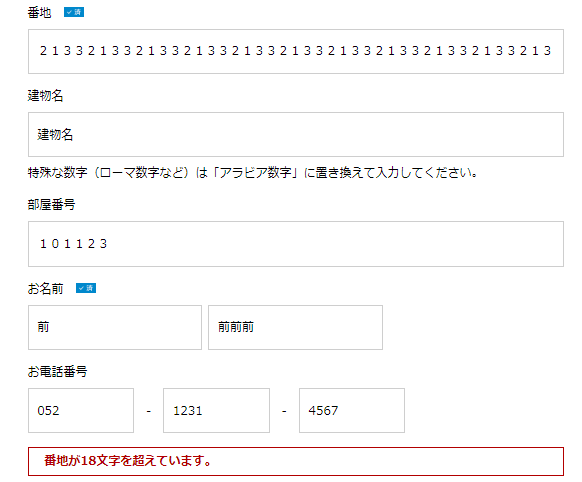 番地 ✓ 済
２１３３２１３３２１３３２１３３２１３３２１３３２１３３２１３３２１３３２１３３２１３
建物名
建物名
特殊な数字（ローマ数字など）は「アラビア数字」に置き換えて入力してください。
部屋番号
１０１１２３
お名前 ✓ 済
前 前前前
お電話番号
052 - 1231 - 4567
番地が18文字を超えています。